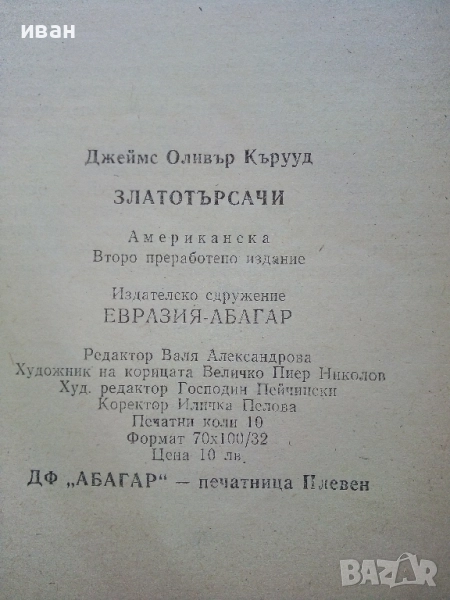 иван
Джеймс Оливър Кърууд
ЗЛАТОТЪРСАЧИ
Американска
Второ преработено издание
Издателско сдружение
ЕВРАЗИЯ-АБАГАР
Редактор Валя Александрова
Художник на корицата Величко Пиер Николов
Худ. редактор Господин Пейчински
Коректор Иличка Пелова
Печатни коли 10
Формат 70x100/32
Цена 10 лв.
ДФ „АБАГАР" — печатница Плевен
BAZAR